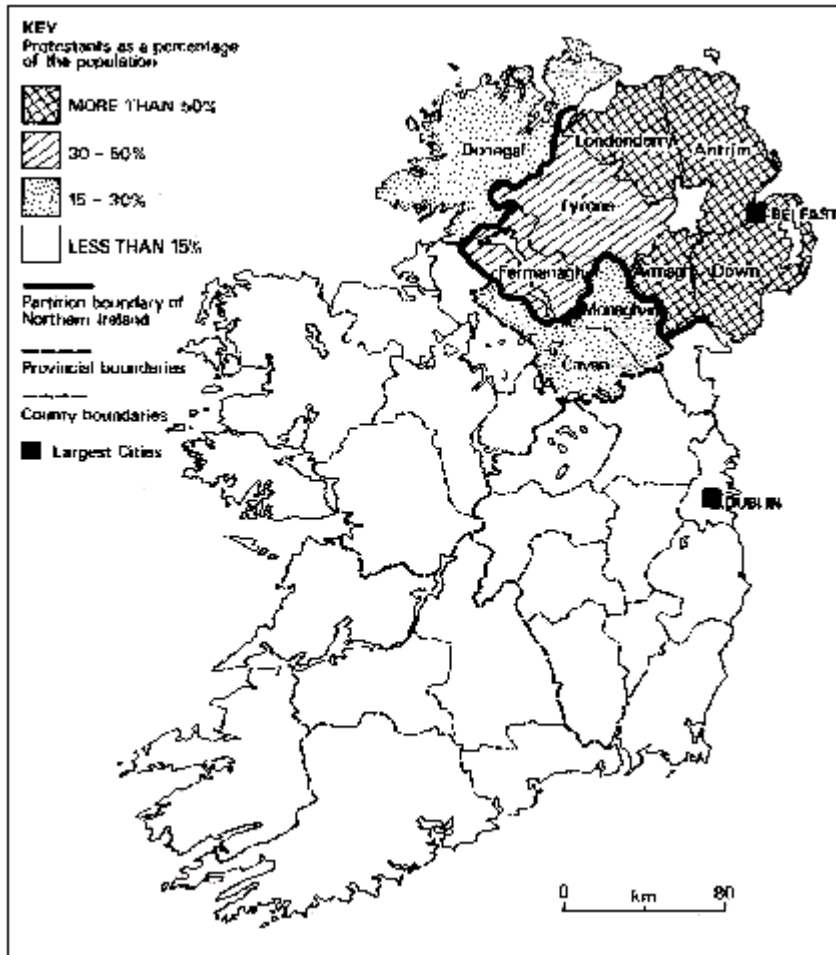 KEY
Protestants as a percentage
of the population
MORE THAN 50%
30 - 50%
15 - 30%
LESS THAN 15%
Partition boundary of
Northern Ireland
Provincial boundaries
County boundaries
Largest Cities
Donegal
Londonderry
Antrim
Tyrone
BELFAST
Fermanagh
Armagh
Down
Monaghan
Cavan
DUBLIN
0
km
80